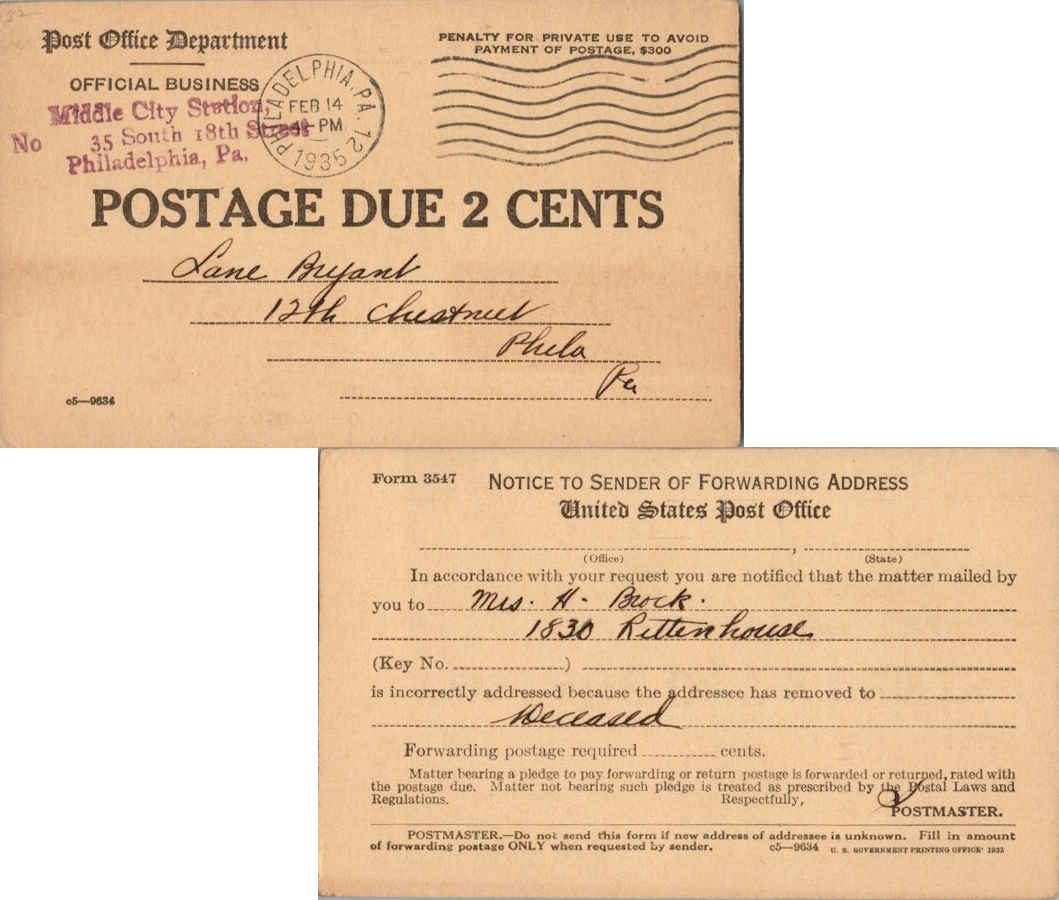 Post Office Department
OFFICIAL BUSINESS
PENALTY FOR PRIVATE USE TO AVOID
PAYMENT OF POSTAGE, $300
Middle City Station,
No 35 South 18th Street
Philadelphia, Pa.
PHILADELPHIA, PA. 12
FEB 14
4 - PM
1935
POSTAGE DUE 2 CENTS
Lane Bryant
12th Chestnut
Phila
Pa
c5—9634
Form 3547 NOTICE TO SENDER OF FORWARDING ADDRESS
United States Post Office
(Office) (State)
In accordance with your request you are notified that the matter mailed by
you to Mrs. H. Brock.
1830 Rittenhouse
(Key No. )
is incorrectly addressed because the addressee has removed to
Deceased
Forwarding postage required cents.
Matter bearing a pledge to pay forwarding or return postage is forwarded or returned, rated with
the postage due. Matter not bearing such pledge is treated as prescribed by the Postal Laws and
Regulations. Respectfully,
POSTMASTER.
POSTMASTER.—Do not send this form if new address of addressee is unknown. Fill in amount
of forwarding postage ONLY when requested by sender. c5—9634 U. S. GOVERNMENT PRINTING OFFICE